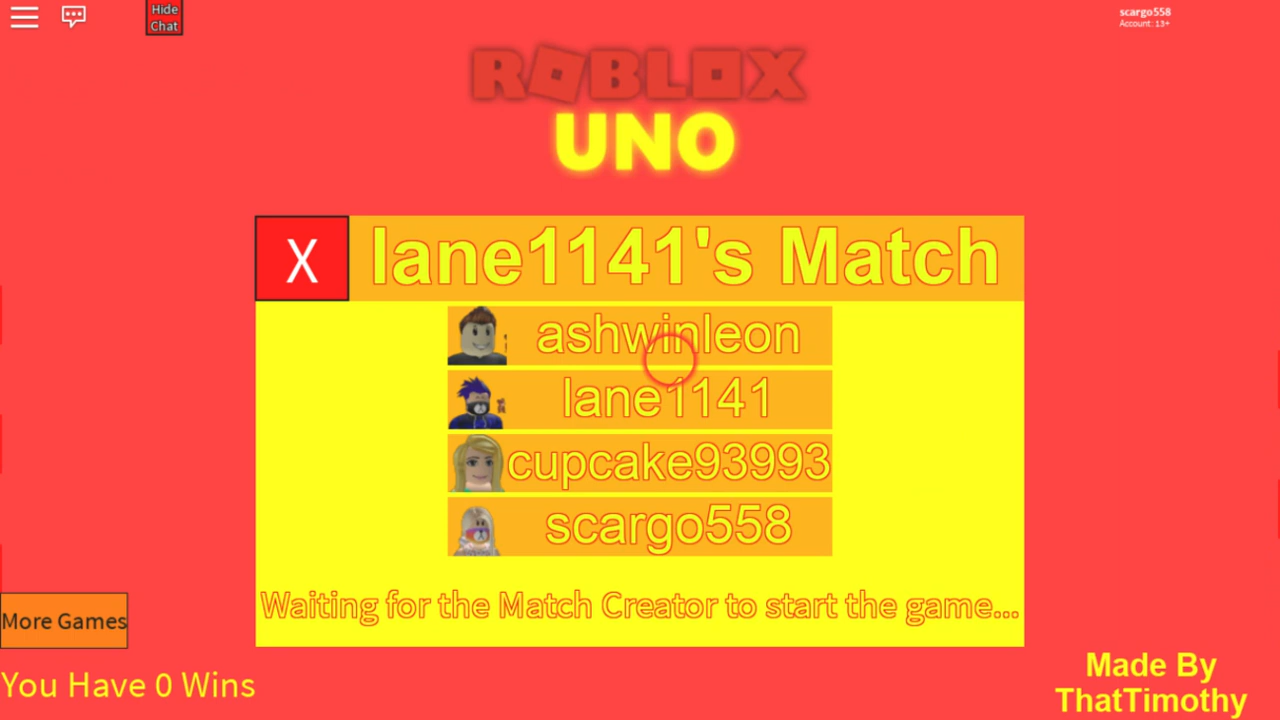 Hide
Chat
scargo558
Account: 13+
ROBLOX
UNO
X
lane1141's Match
ashwinleon
lane1141
cupcake93993
scargo558
Waiting for the Match Creator to start the game...
More Games
You Have 0 Wins
Made By
ThatTimothy